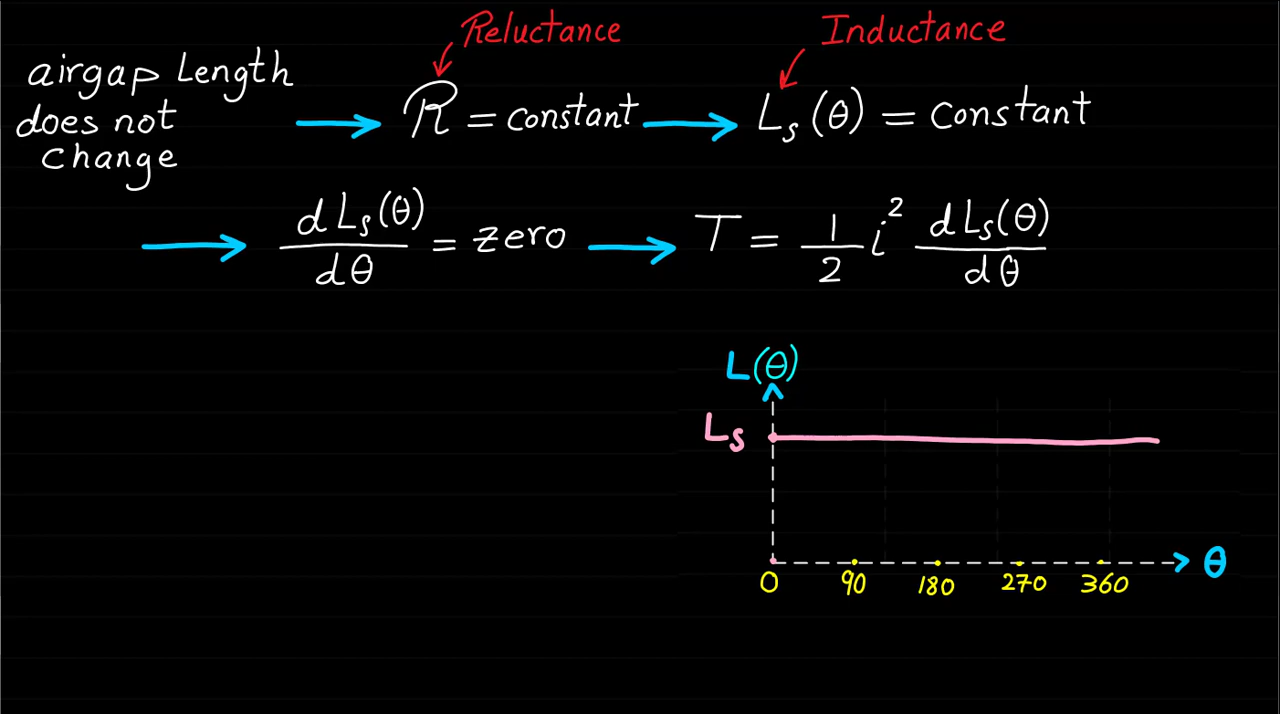 Reluctance
Inductance
airgap Length
does not
change
R = constant
Ls (θ) = constant
dLs(θ)
dθ
= zero
T = 1/2 i² dLs(θ)/dθ
L(θ)
Ls
θ
0 90 180 270 360